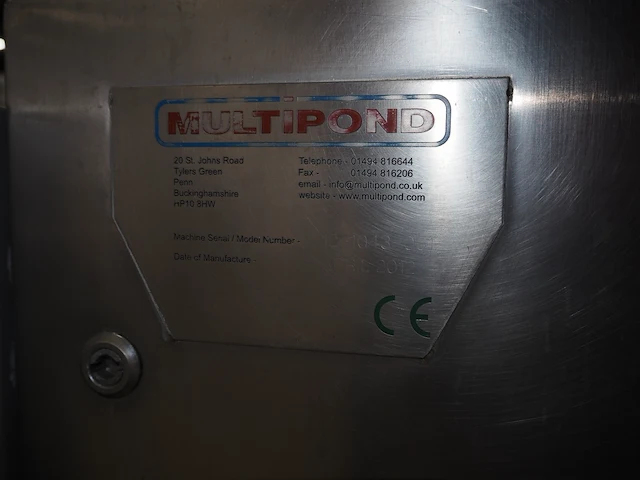 MULTIPOND
20 St. Johns Road
Tylers Green
Penn
Buckinghamshire
HP10 8HW
Telephone - 01494 816644
Fax - 01494 816206
email - info@multipond.co.uk
website - www.multipond.com
Machine Serial / Model Number -
Date of Manufacture -
CE